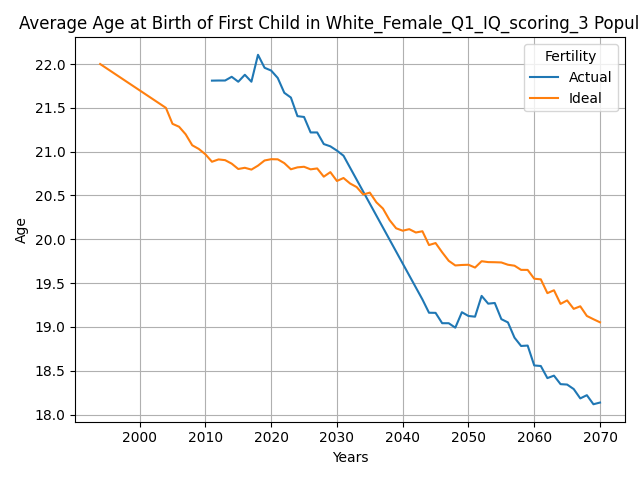 Average Age at Birth of First Child in White_Female_Q1_IQ_scoring_3 Popul
Fertility
Actual
Ideal
22.0
21.5
21.0
20.5
20.0
19.5
19.0
18.5
18.0
Age
2000 2010 2020 2030 2040 2050 2060 2070
Years